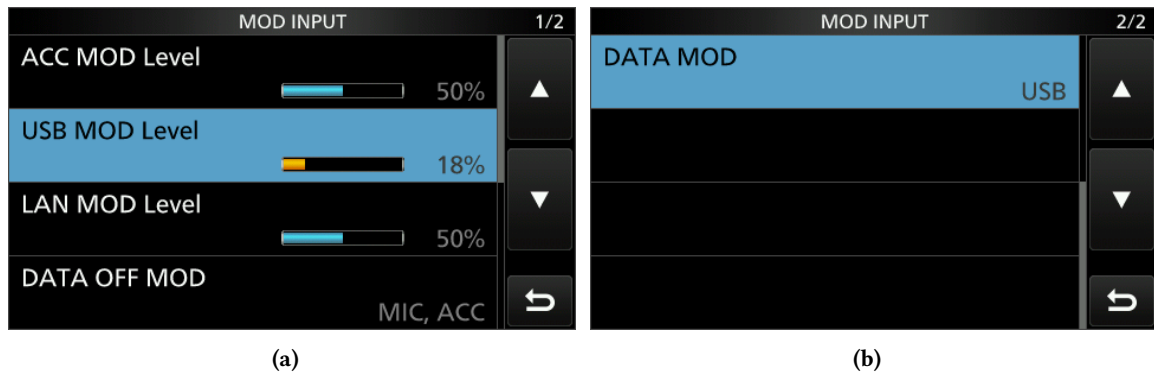 MOD INPUT 1/2
ACC MOD Level
50%
USB MOD Level
18%
LAN MOD Level
50%
DATA OFF MOD
MIC, ACC
(a)
MOD INPUT 2/2
DATA MOD
USB
(b)